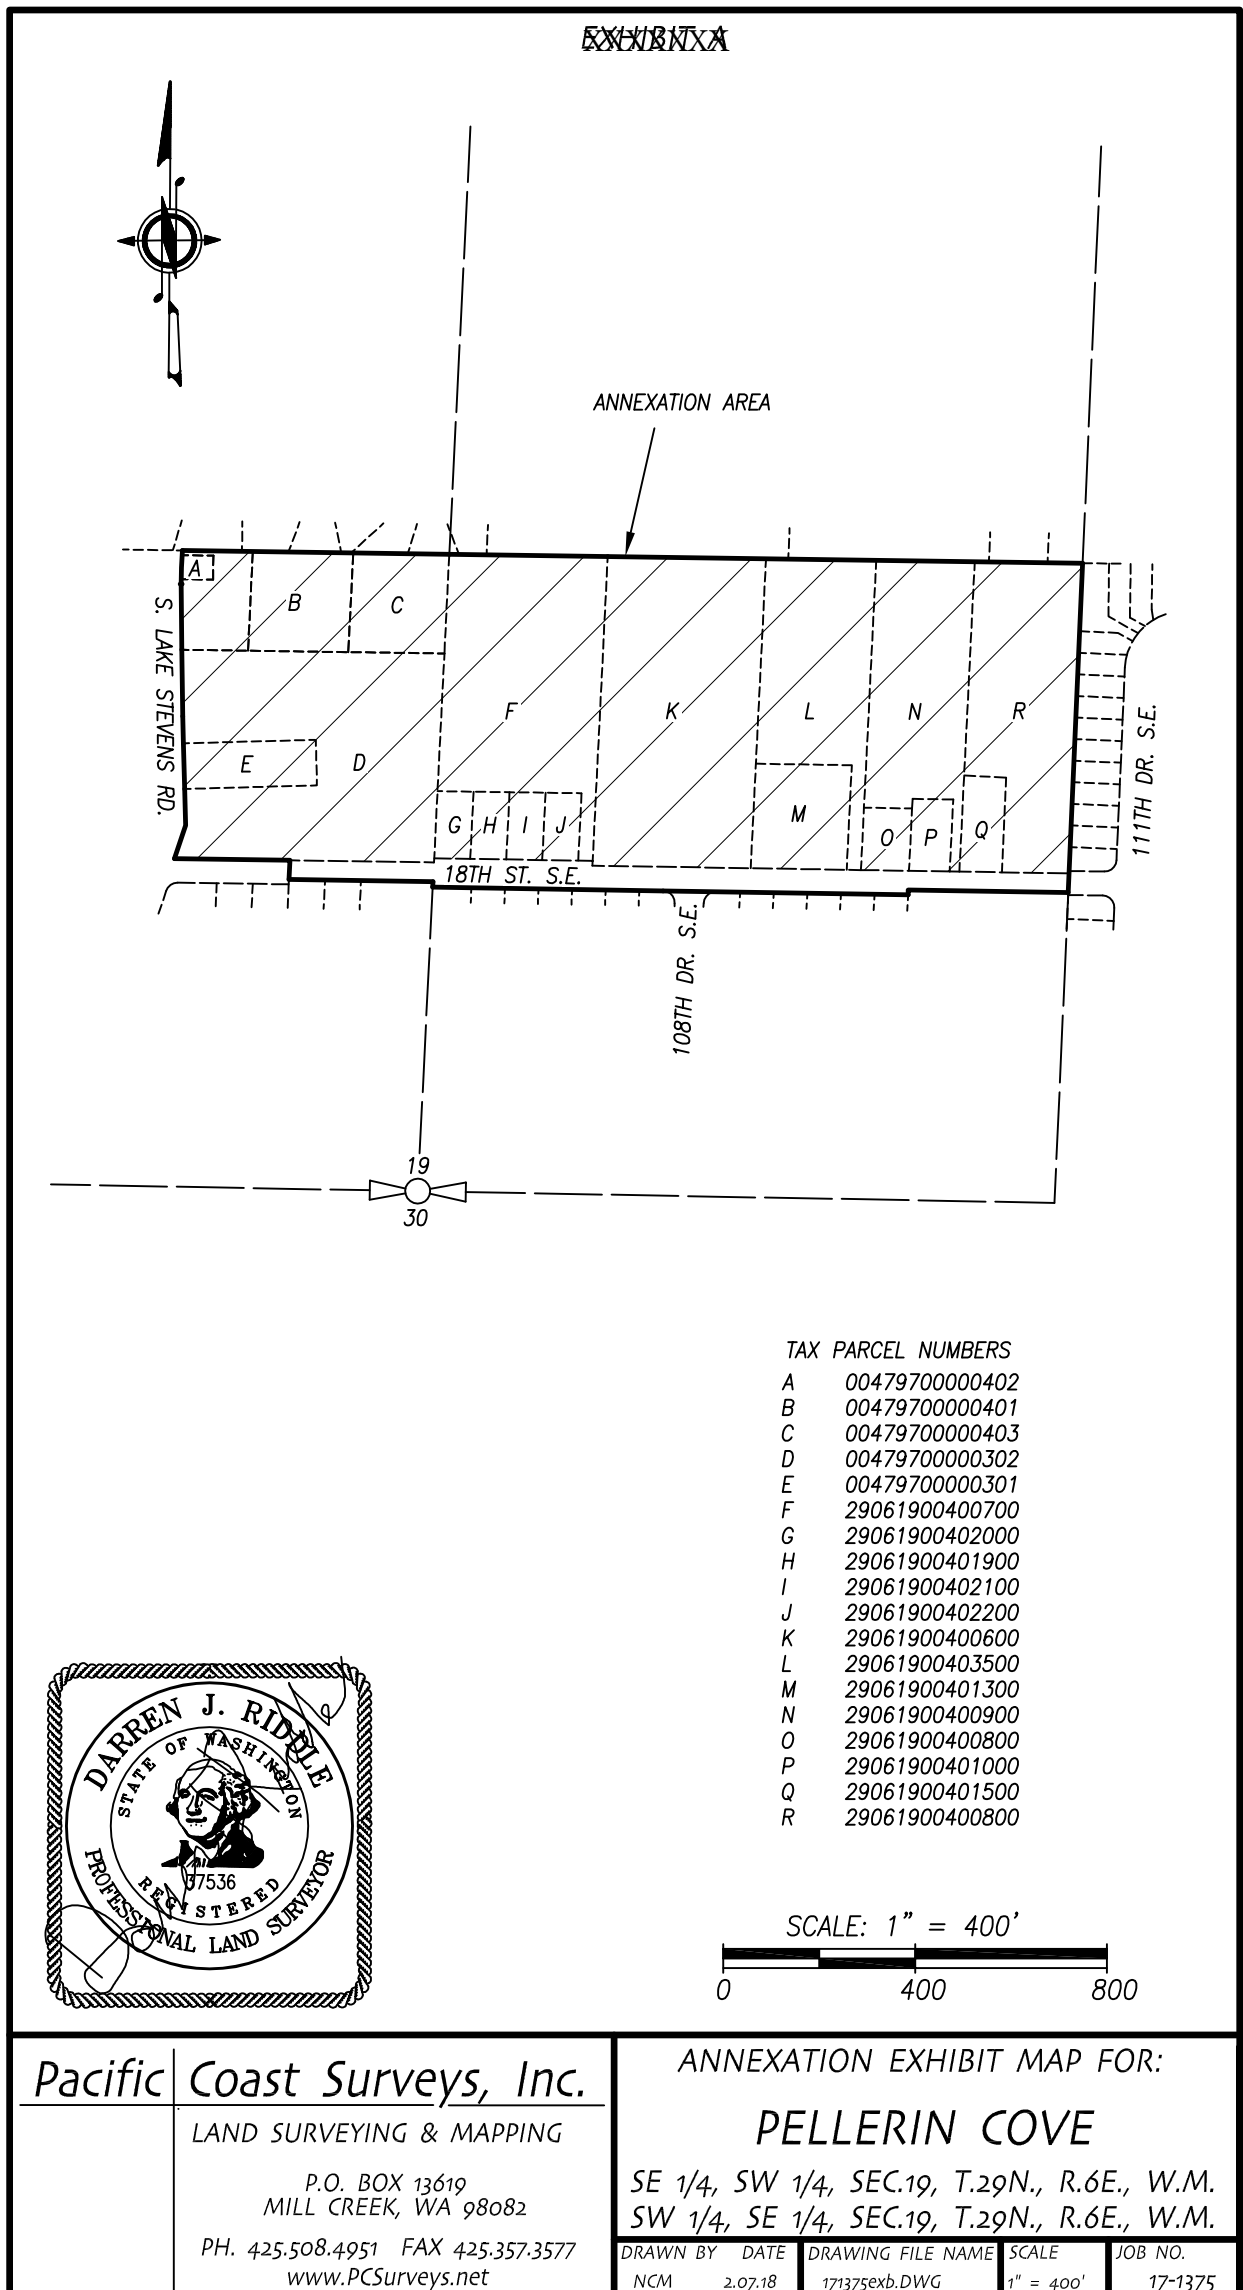 EXHIBIT A
ANNEXATION AREA
A
B
C
S. LAKE STEVENS RD.
F
K
L
N
R
E
D
111TH DR. S.E.
G
H
I
J
M
O
P
Q
18TH ST. S.E.
108TH DR. S.E.
19
30
TAX PARCEL NUMBERS
A 00479700000402
B 00479700000401
C 00479700000403
D 00479700000302
E 00479700000301
F 29061900400700
G 29061900402000
H 29061900401900
I 29061900402100
J 29061900402200
K 29061900400600
L 29061900403500
M 29061900401300
N 29061900400900
O 29061900400800
P 29061900401000
Q 29061900401500
R 29061900400800
DARREN J. RIDDLE
STATE OF WASHINGTON
37536
REGISTERED
PROFESSIONAL LAND SURVEYOR
SCALE: 1" = 400'
0 400 800
Pacific Coast Surveys, Inc.
LAND SURVEYING & MAPPING
P.O. BOX 13619
MILL CREEK, WA 98082
PH. 425.508.4951 FAX 425.357.3577
www.PCSurveys.net
ANNEXATION EXHIBIT MAP FOR:
PELLERIN COVE
SE 1/4, SW 1/4, SEC.19, T.29N., R.6E., W.M.
SW 1/4, SE 1/4, SEC.19, T.29N., R.6E., W.M.
DRAWN BY DATE DRAWING FILE NAME SCALE JOB NO.
NCM 2.07.18 171375exb.DWG 1" = 400' 17-1375